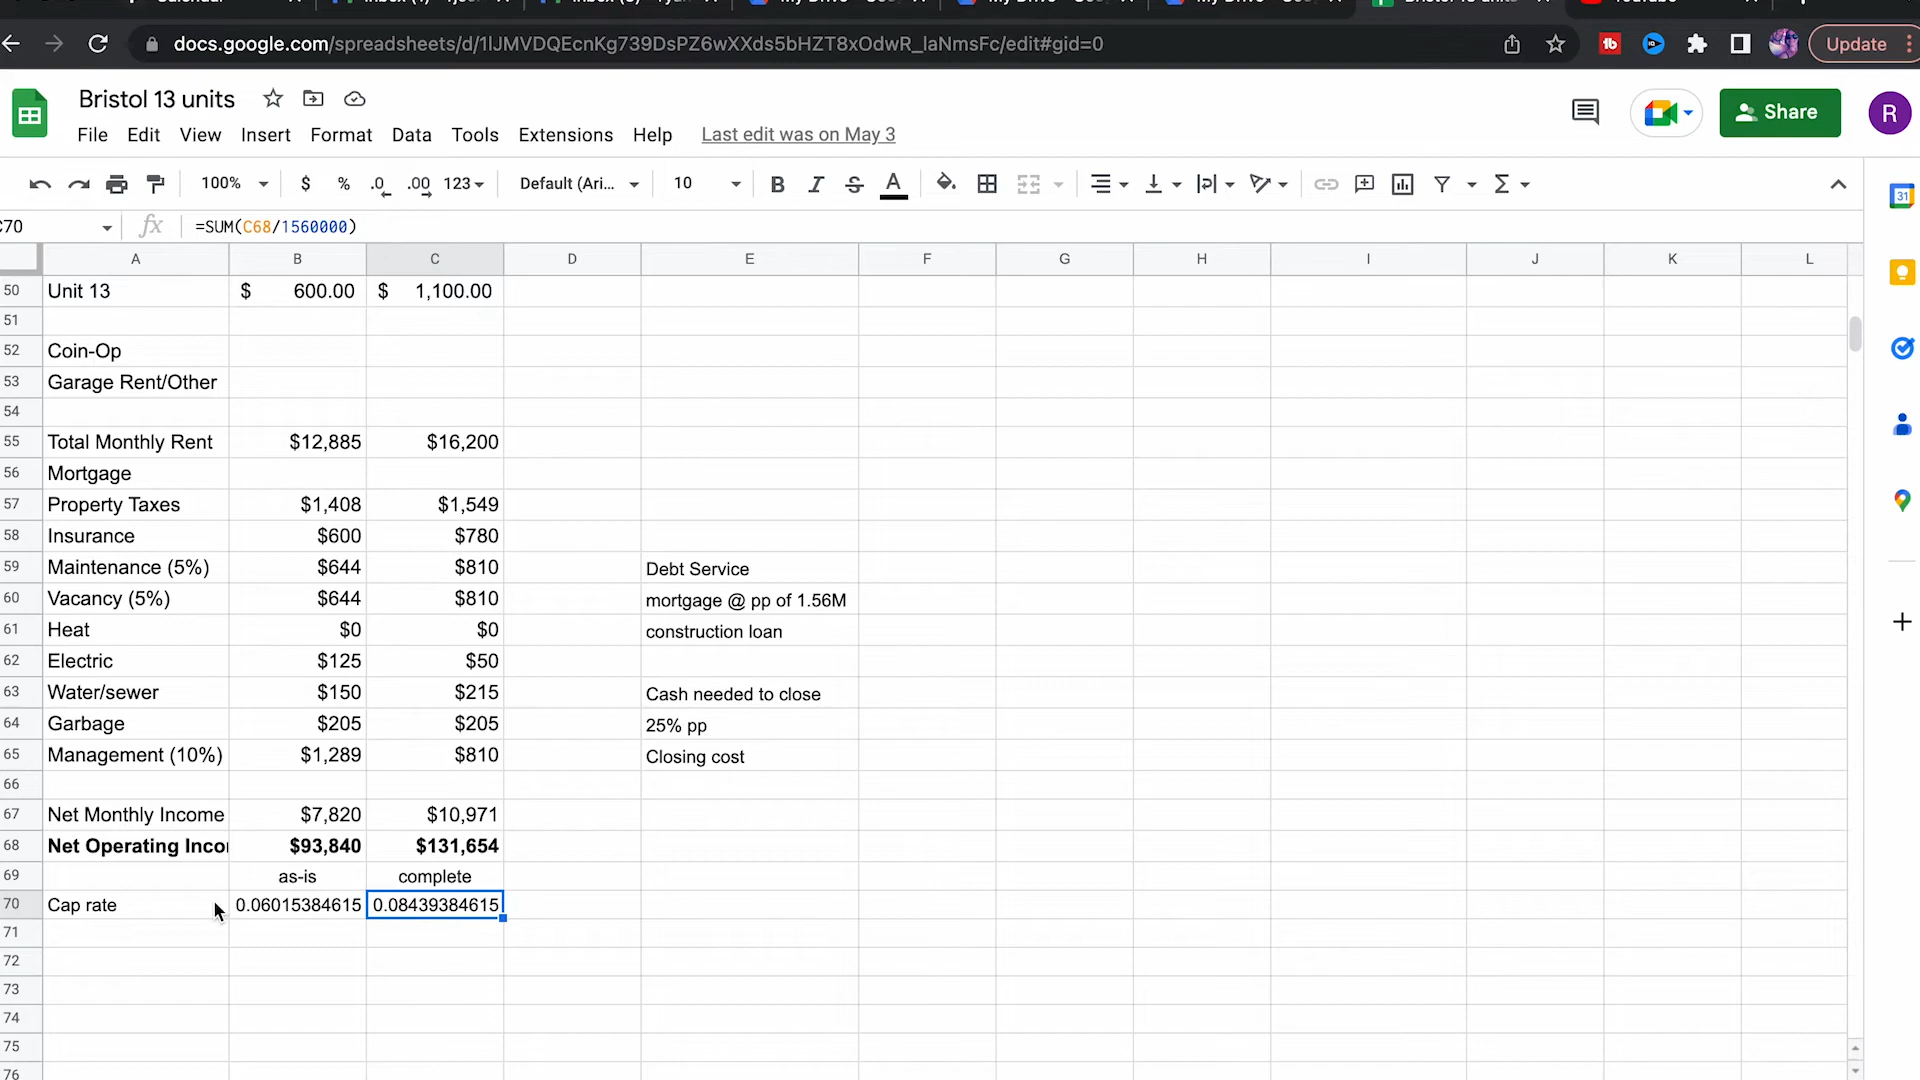 docs.google.com/spreadsheets/d/1lJMVDQEcnKg739DsPZ6wXXds5bHZT8xOdwR_laNmsFc/edit#gid=0
Update
Bristol 13 units
File Edit View Insert Format Data Tools Extensions Help Last edit was on May 3
Share
R
100% $ % .0 .00 123 Default (Ari... 10 B I S A
C70 fx =SUM(C68/1560000)
A B C D E F G H I J K L
50 Unit 13 $ 600.00 $ 1,100.00
51
52 Coin-Op
53 Garage Rent/Other
54
55 Total Monthly Rent $12,885 $16,200
56 Mortgage
57 Property Taxes $1,408 $1,549
58 Insurance $600 $780
59 Maintenance (5%) $644 $810 Debt Service
60 Vacancy (5%) $644 $810 mortgage @ pp of 1.56M
61 Heat $0 $0 construction loan
62 Electric $125 $50
63 Water/sewer $150 $215 Cash needed to close
64 Garbage $205 $205 25% pp
65 Management (10%) $1,289 $810 Closing cost
66
67 Net Monthly Income $7,820 $10,971
68 Net Operating Inco $93,840 $131,654
69 as-is complete
70 Cap rate 0.06015384615 0.08439384615
71
72
73
74
75
76
31